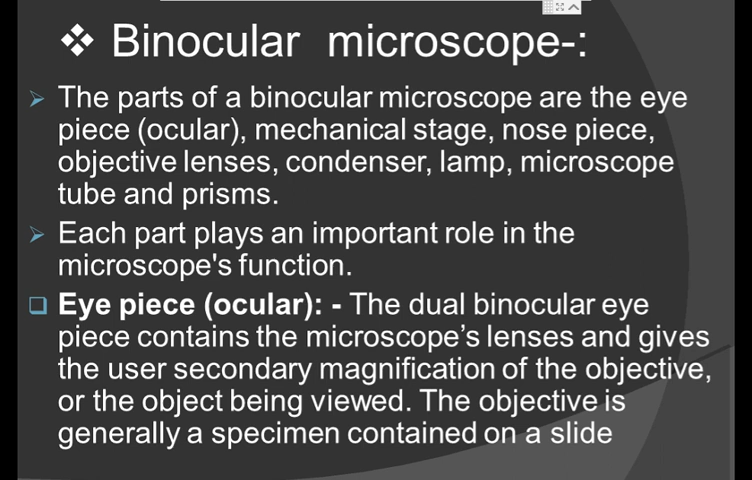 ❖ Binocular microscope-:
➢ The parts of a binocular microscope are the eye
piece (ocular), mechanical stage, nose piece,
objective lenses, condenser, lamp, microscope
tube and prisms.
➢ Each part plays an important role in the
microscope's function.
❑ Eye piece (ocular): - The dual binocular eye
piece contains the microscope’s lenses and gives
the user secondary magnification of the objective,
or the object being viewed. The objective is
generally a specimen contained on a slide